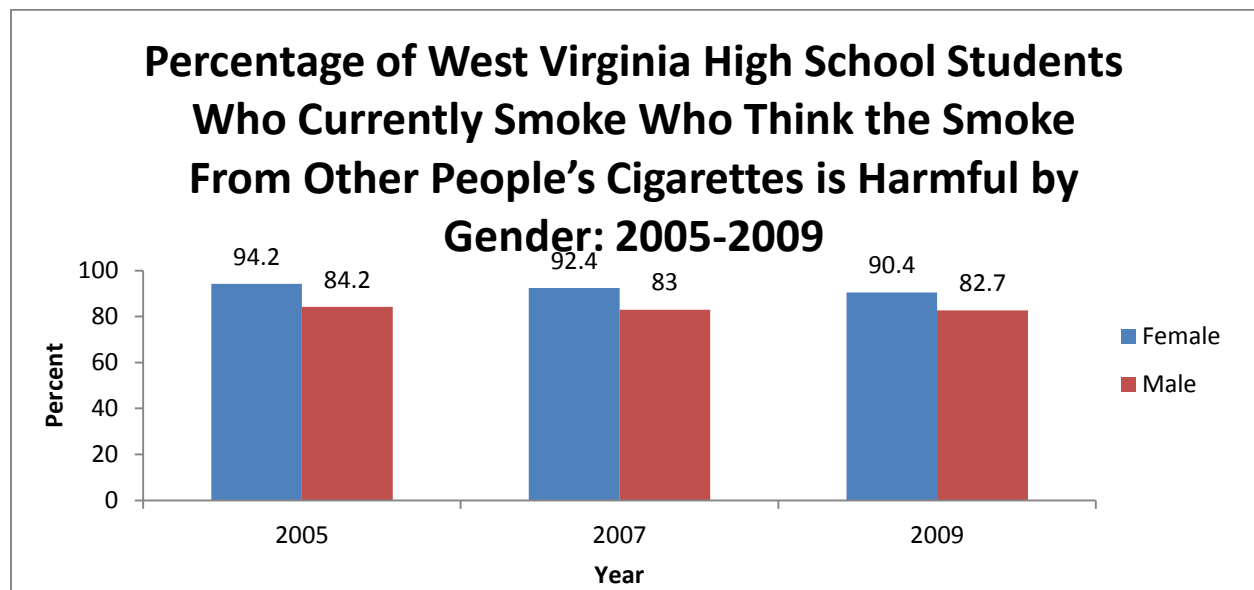 Percentage of West Virginia High School Students
Who Currently Smoke Who Think the Smoke
From Other People’s Cigarettes is Harmful by
Gender: 2005-2009
94.2
84.2
92.4
83
90.4
82.7
100
80
60
40
20
0
Percent
2005
2007
2009
Year
Female
Male